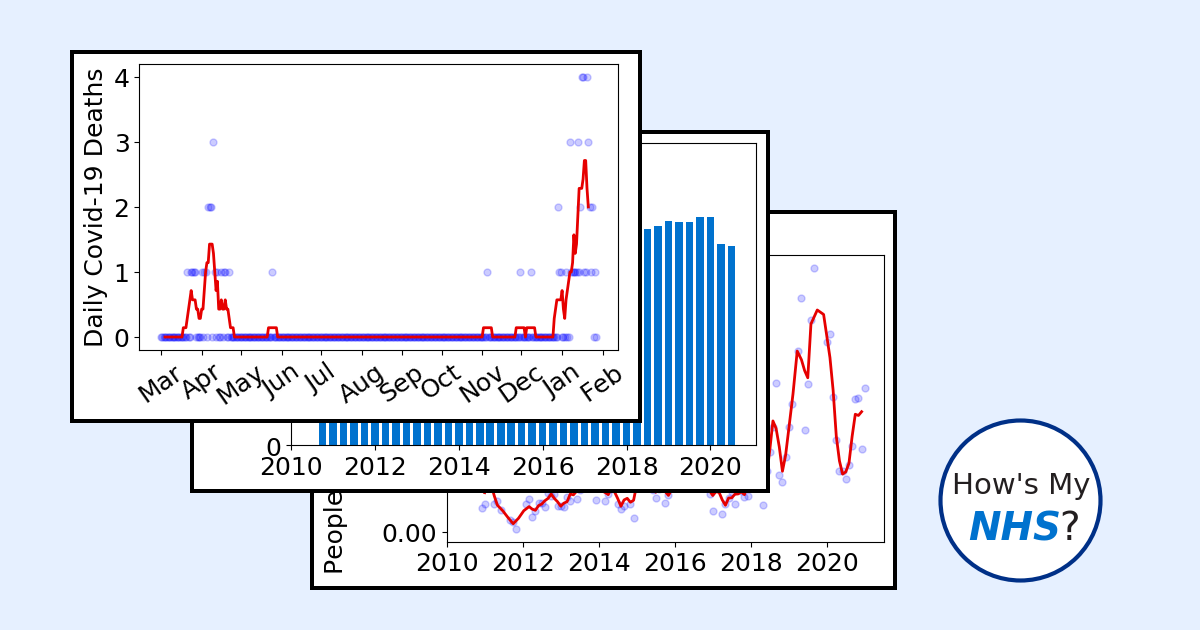 Daily Covid-19 Deaths
4
3
2
1
0
Mar Apr May Jun Jul Aug Sep Oct Nov Dec Jan Feb
0
2010 2012 2014 2016 2018 2020
People
0.00
2010 2012 2014 2016 2018 2020
How's My
NHS?